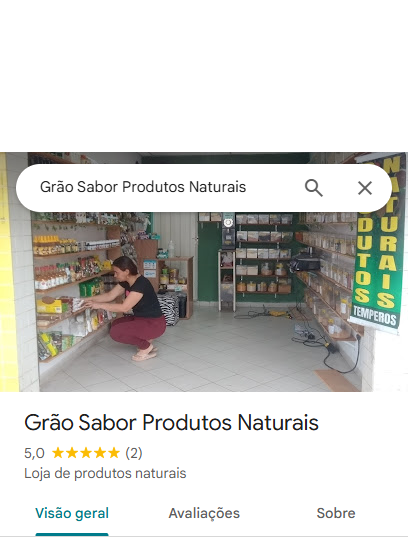 Grão Sabor Produtos Naturais
PRODUTOS
NATURAIS
TEMPEROS
Grão Sabor Produtos Naturais
5,0 ★★★★★ (2)
Loja de produtos naturais
Visão geral Avaliações Sobre